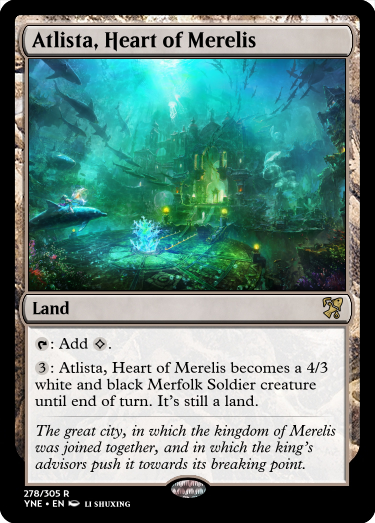 Atlista, Heart of Merelis
Land
: Add .
3: Atlista, Heart of Merelis becomes a 4/3
white and black Merfolk Soldier creature
until end of turn. It's still a land.
The great city, in which the kingdom of Merelis
was joined together, and in which the king's
advisors push it towards its breaking point.
278/305 R
YNE • EN LI SHUXING